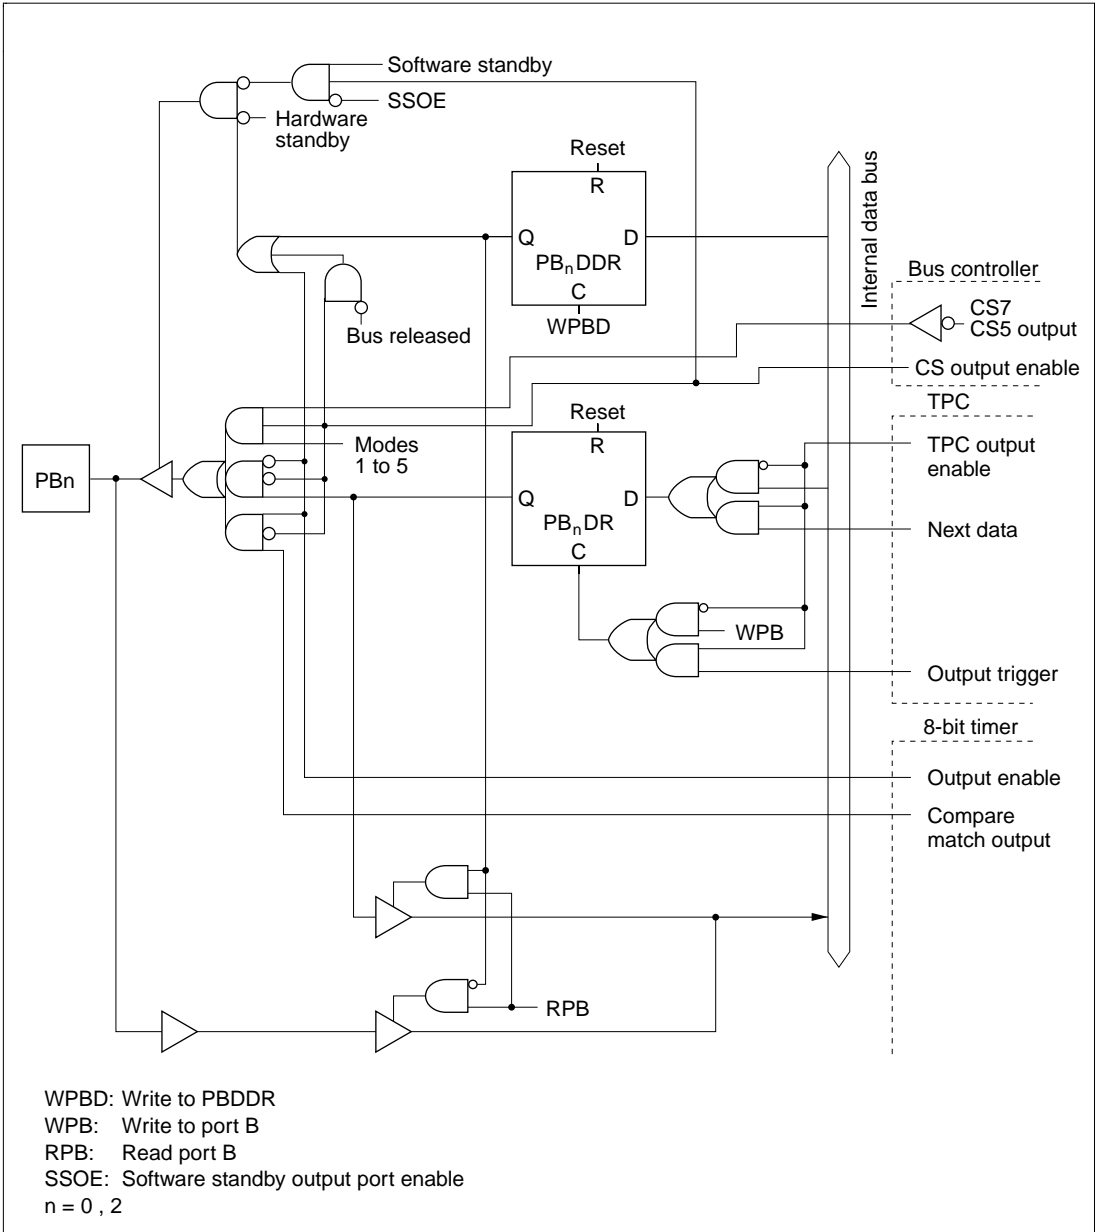 Software standby
SSOE
Hardware
standby
Reset
R
Q
D
PBnDDR
C
WPBD
Internal data bus
Bus released
Bus controller
CS7
CS5 output
CS output enable
TPC
Reset
R
Modes
1 to 5
PBn
Q
D
PBnDR
C
TPC output
enable
Next data
WPB
Output trigger
8-bit timer
Output enable
Compare
match output
RPB
WPBD: Write to PBDDR
WPB: Write to port B
RPB: Read port B
SSOE: Software standby output port enable
n = 0 , 2